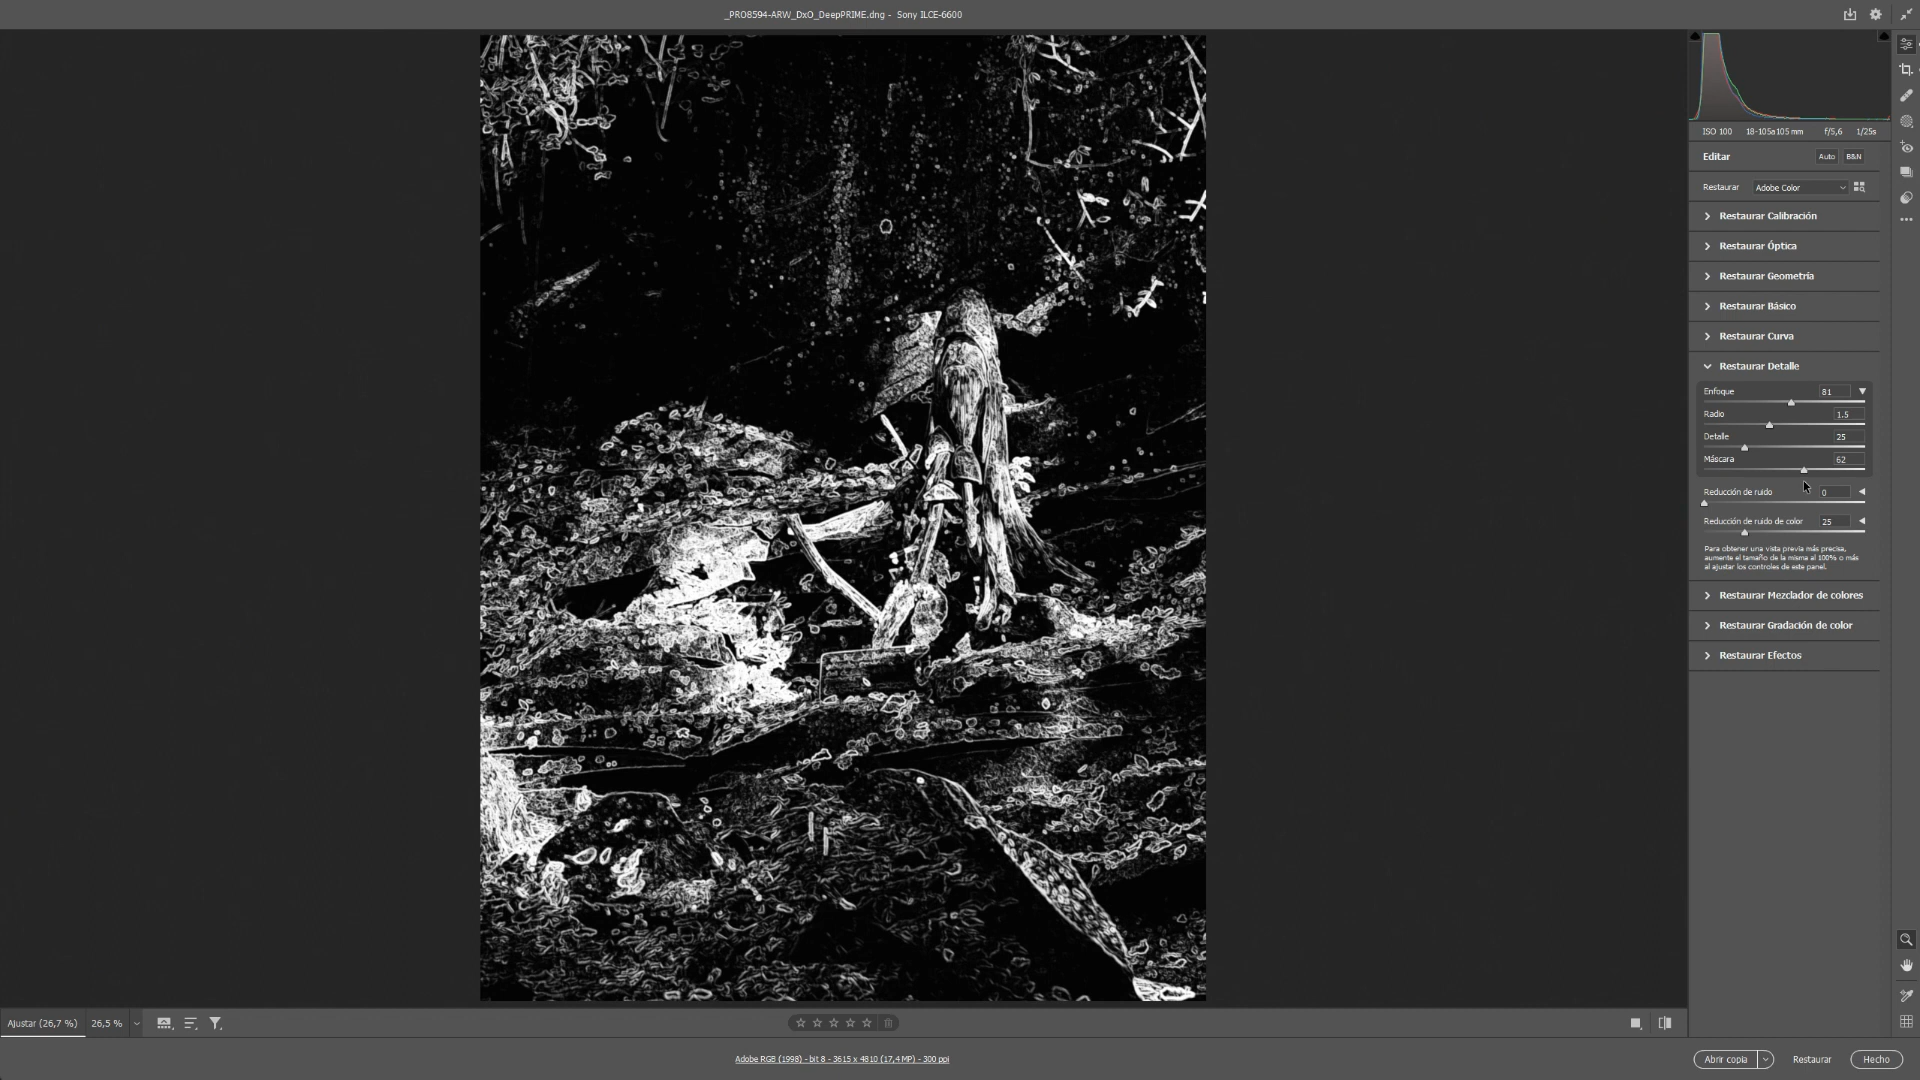 _PRO8594-ARW_DxO_DeepPRIME.dng - Sony ILCE-6600
ISO 100 18-105a105 mm f/5,6 1/25s
Editar Auto B&N
Restaurar Adobe Color
Restaurar Calibración
Restaurar Óptica
Restaurar Geometría
Restaurar Básico
Restaurar Curva
Restaurar Detalle
Enfoque 81
Radio 1.5
Detalle 25
Máscara 62
Reducción de ruido 0
Reducción de ruido de color 25
Para obtener una vista previa más precisa,
aumente el tamaño de la misma al 100% o más
al ajustar los controles de este panel.
Restaurar Mezclador de colores
Restaurar Gradación de color
Restaurar Efectos
Ajustar (26,7 %) 26,5 %
Adobe RGB (1998) - bit 8 - 3615 x 4810 (17,4 MP) - 300 ppi
Abrir copia Restaurar Hecho